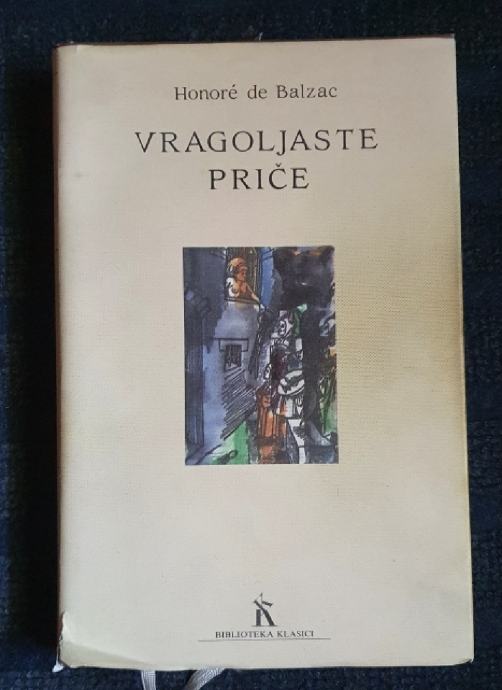 Honoré de Balzac
VRAGOLJASTE
PRIČE
K
BIBLIOTEKA KLASICI